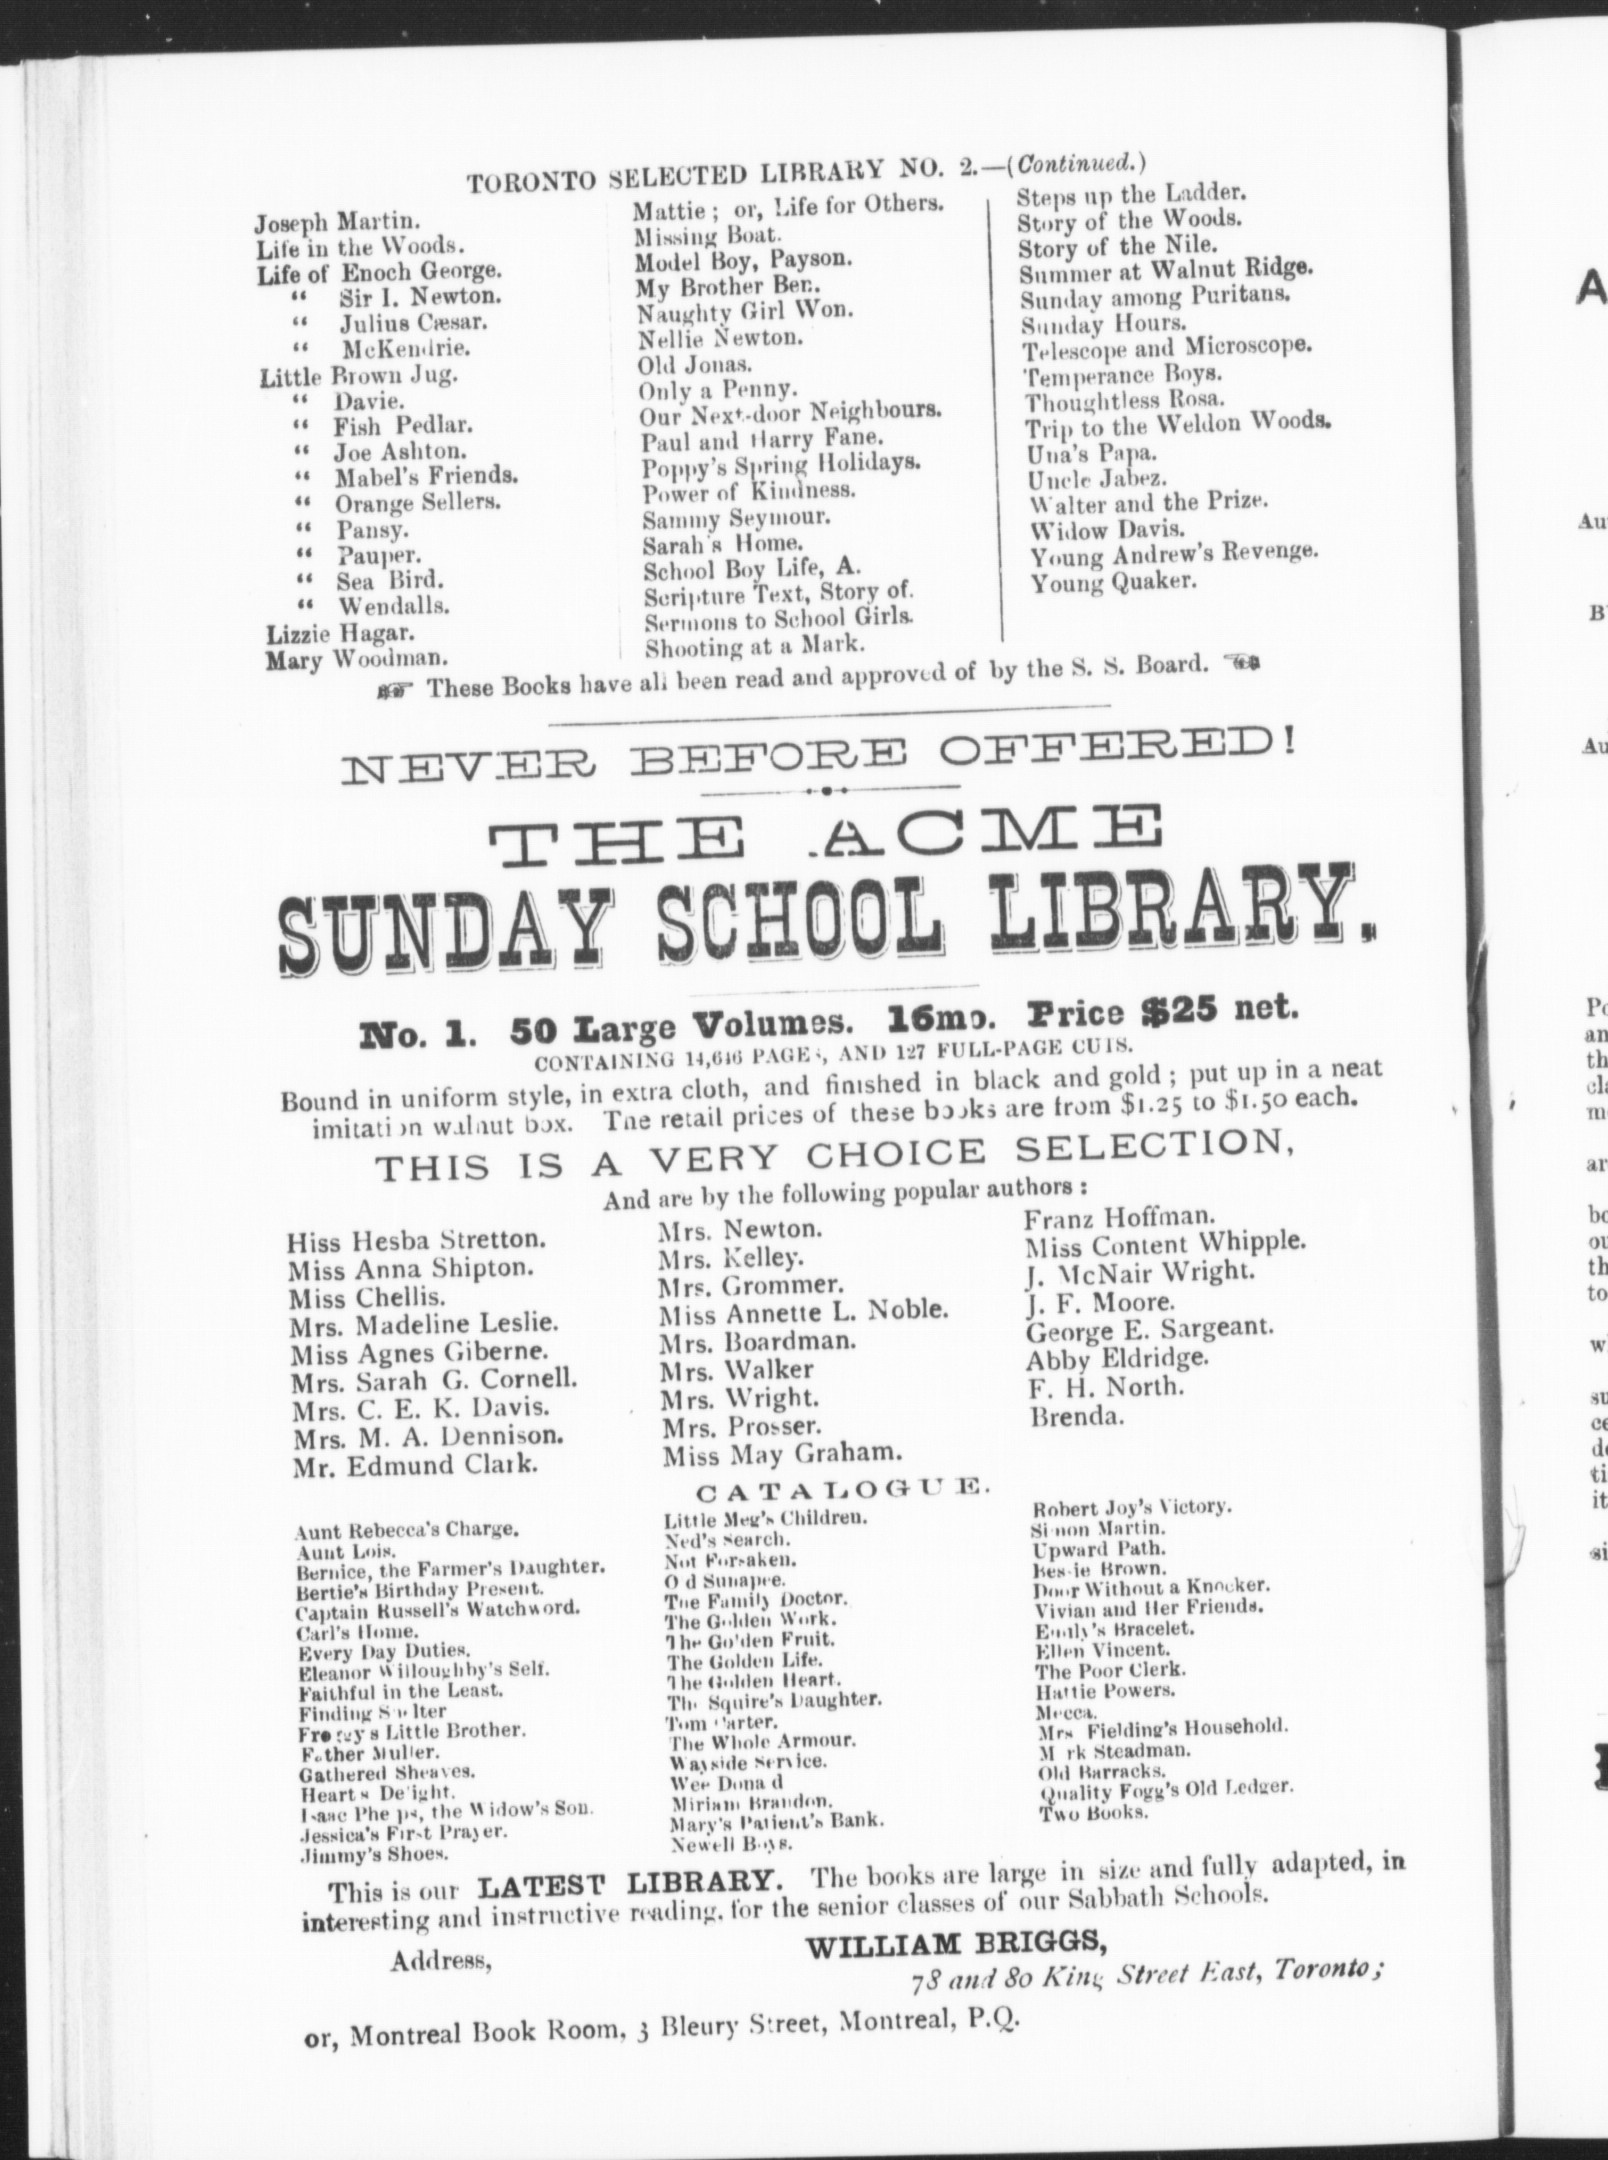 TORONTO SELECTED LIBRARY NO. 2.—(Continued.)
Joseph Martin.
Life in the Woods.
Life of Enoch George.
“ Sir I. Newton.
“ Julius Cæsar.
“ McKendrie.
Little Brown Jug.
“ Davie.
“ Fish Pedlar.
“ Joe Ashton.
“ Mabel's Friends.
“ Orange Sellers.
“ Pansy.
“ Pauper.
“ Sea Bird.
“ Wendalls.
Lizzie Hagar.
Mary Woodman.
Mattie; or, Life for Others.
Missing Boat.
Model Boy, Payson.
My Brother Ben.
Naughty Girl Won.
Nellie Newton.
Old Jonas.
Only a Penny.
Our Next-door Neighbours.
Paul and Harry Fane.
Poppy's Spring Holidays.
Power of Kindness.
Sammy Seymour.
Sarah's Home.
School Boy Life, A.
Scripture Text, Story of.
Sermons to School Girls.
Shooting at a Mark.
Steps up the Ladder.
Story of the Woods.
Story of the Nile.
Summer at Walnut Ridge.
Sunday among Puritans.
Sunday Hours.
Telescope and Microscope.
Temperance Boys.
Thoughtless Rosa.
Trip to the Weldon Woods.
Una's Papa.
Uncle Jabez.
Walter and the Prize.
Widow Davis.
Young Andrew's Revenge.
Young Quaker.
☞ These Books have all been read and approved of by the S. S. Board. ☜
NEVER BEFORE OFFERED!
THE ACME
SUNDAY SCHOOL LIBRARY,
No. 1. 50 Large Volumes. 16mo. Price $25 net.
CONTAINING 14,646 PAGES, AND 127 FULL-PAGE CUTS.
Bound in uniform style, in extra cloth, and finished in black and gold; put up in a neat
imitation walnut box. The retail prices of these books are from $1.25 to $1.50 each.
THIS IS A VERY CHOICE SELECTION,
And are by the following popular authors:
Hiss Hesba Stretton.
Miss Anna Shipton.
Miss Chellis.
Mrs. Madeline Leslie.
Miss Agnes Giberne.
Mrs. Sarah G. Cornell.
Mrs. C. E. K. Davis.
Mrs. M. A. Dennison.
Mr. Edmund Clark.
Mrs. Newton.
Mrs. Kelley.
Mrs. Grommer.
Miss Annette L. Noble.
Mrs. Boardman.
Mrs. Walker
Mrs. Wright.
Mrs. Prosser.
Miss May Graham.
Franz Hoffman.
Miss Content Whipple.
J. McNair Wright.
J. F. Moore.
George E. Sargeant.
Abby Eldridge.
F. H. North.
Brenda.
CATALOGUE.
Aunt Rebecca's Charge.
Aunt Lois.
Bernice, the Farmer's Daughter.
Bertie's Birthday Present.
Captain Russell's Watchword.
Carl's Home.
Every Day Duties.
Eleanor Willoughby's Self.
Faithful in the Least.
Finding Shelter
Froggy's Little Brother.
Father Muller.
Gathered Sheaves.
Heart's Delight.
Isaac Phelps, the Widow's Son.
Jessica's First Prayer.
Jimmy's Shoes.
Little Meg's Children.
Ned's Search.
Not Forsaken.
Old Sunapee.
The Family Doctor.
The Golden Work.
The Golden Fruit.
The Golden Life.
The Golden Heart.
The Squire's Daughter.
Tom Carter.
The Whole Armour.
Wayside Service.
Wee Donald
Miriam Brandon.
Mary's Patient's Bank.
Newell Boys.
Robert Joy's Victory.
Simon Martin.
Upward Path.
Bessie Brown.
Door Without a Knocker.
Vivian and Her Friends.
Emily's Bracelet.
Ellen Vincent.
The Poor Clerk.
Hattie Powers.
Mecca.
Mrs Fielding's Household.
Mark Steadman.
Old Barracks.
Quality Fogg's Old Ledger.
Two Books.
This is our LATEST LIBRARY. The books are large in size and fully adapted, in
interesting and instructive reading, for the senior classes of our Sabbath Schools.
Address,
WILLIAM BRIGGS,
78 and 80 King Street East, Toronto;
or, Montreal Book Room, 3 Bleury Street, Montreal, P.Q.